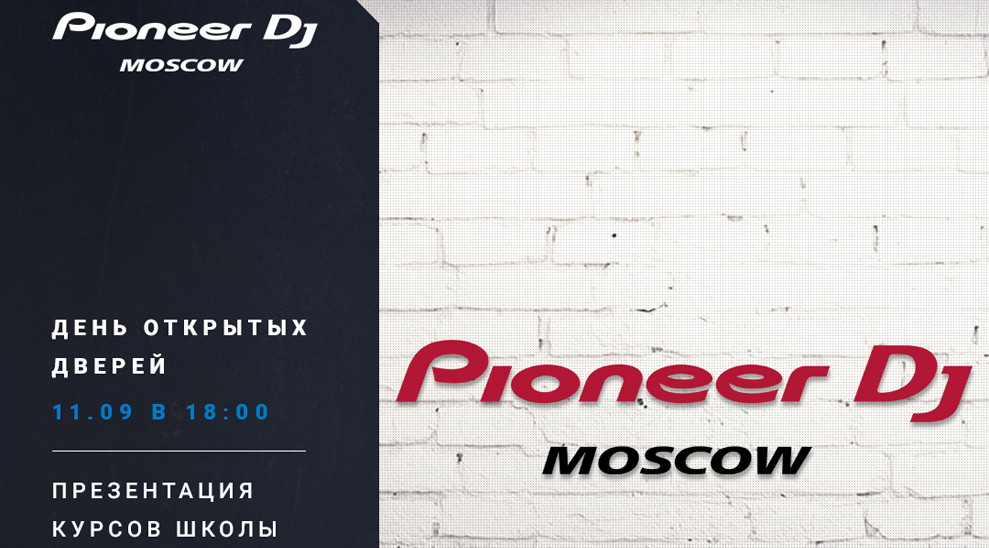 Pioneer Dj
MOSCOW
ДЕНЬ ОТКРЫТЫХ
ДВЕРЕЙ
11.09 В 18:00
ПРЕЗЕНТАЦИЯ
КУРСОВ ШКОЛЫ
Pioneer Dj
MOSCOW